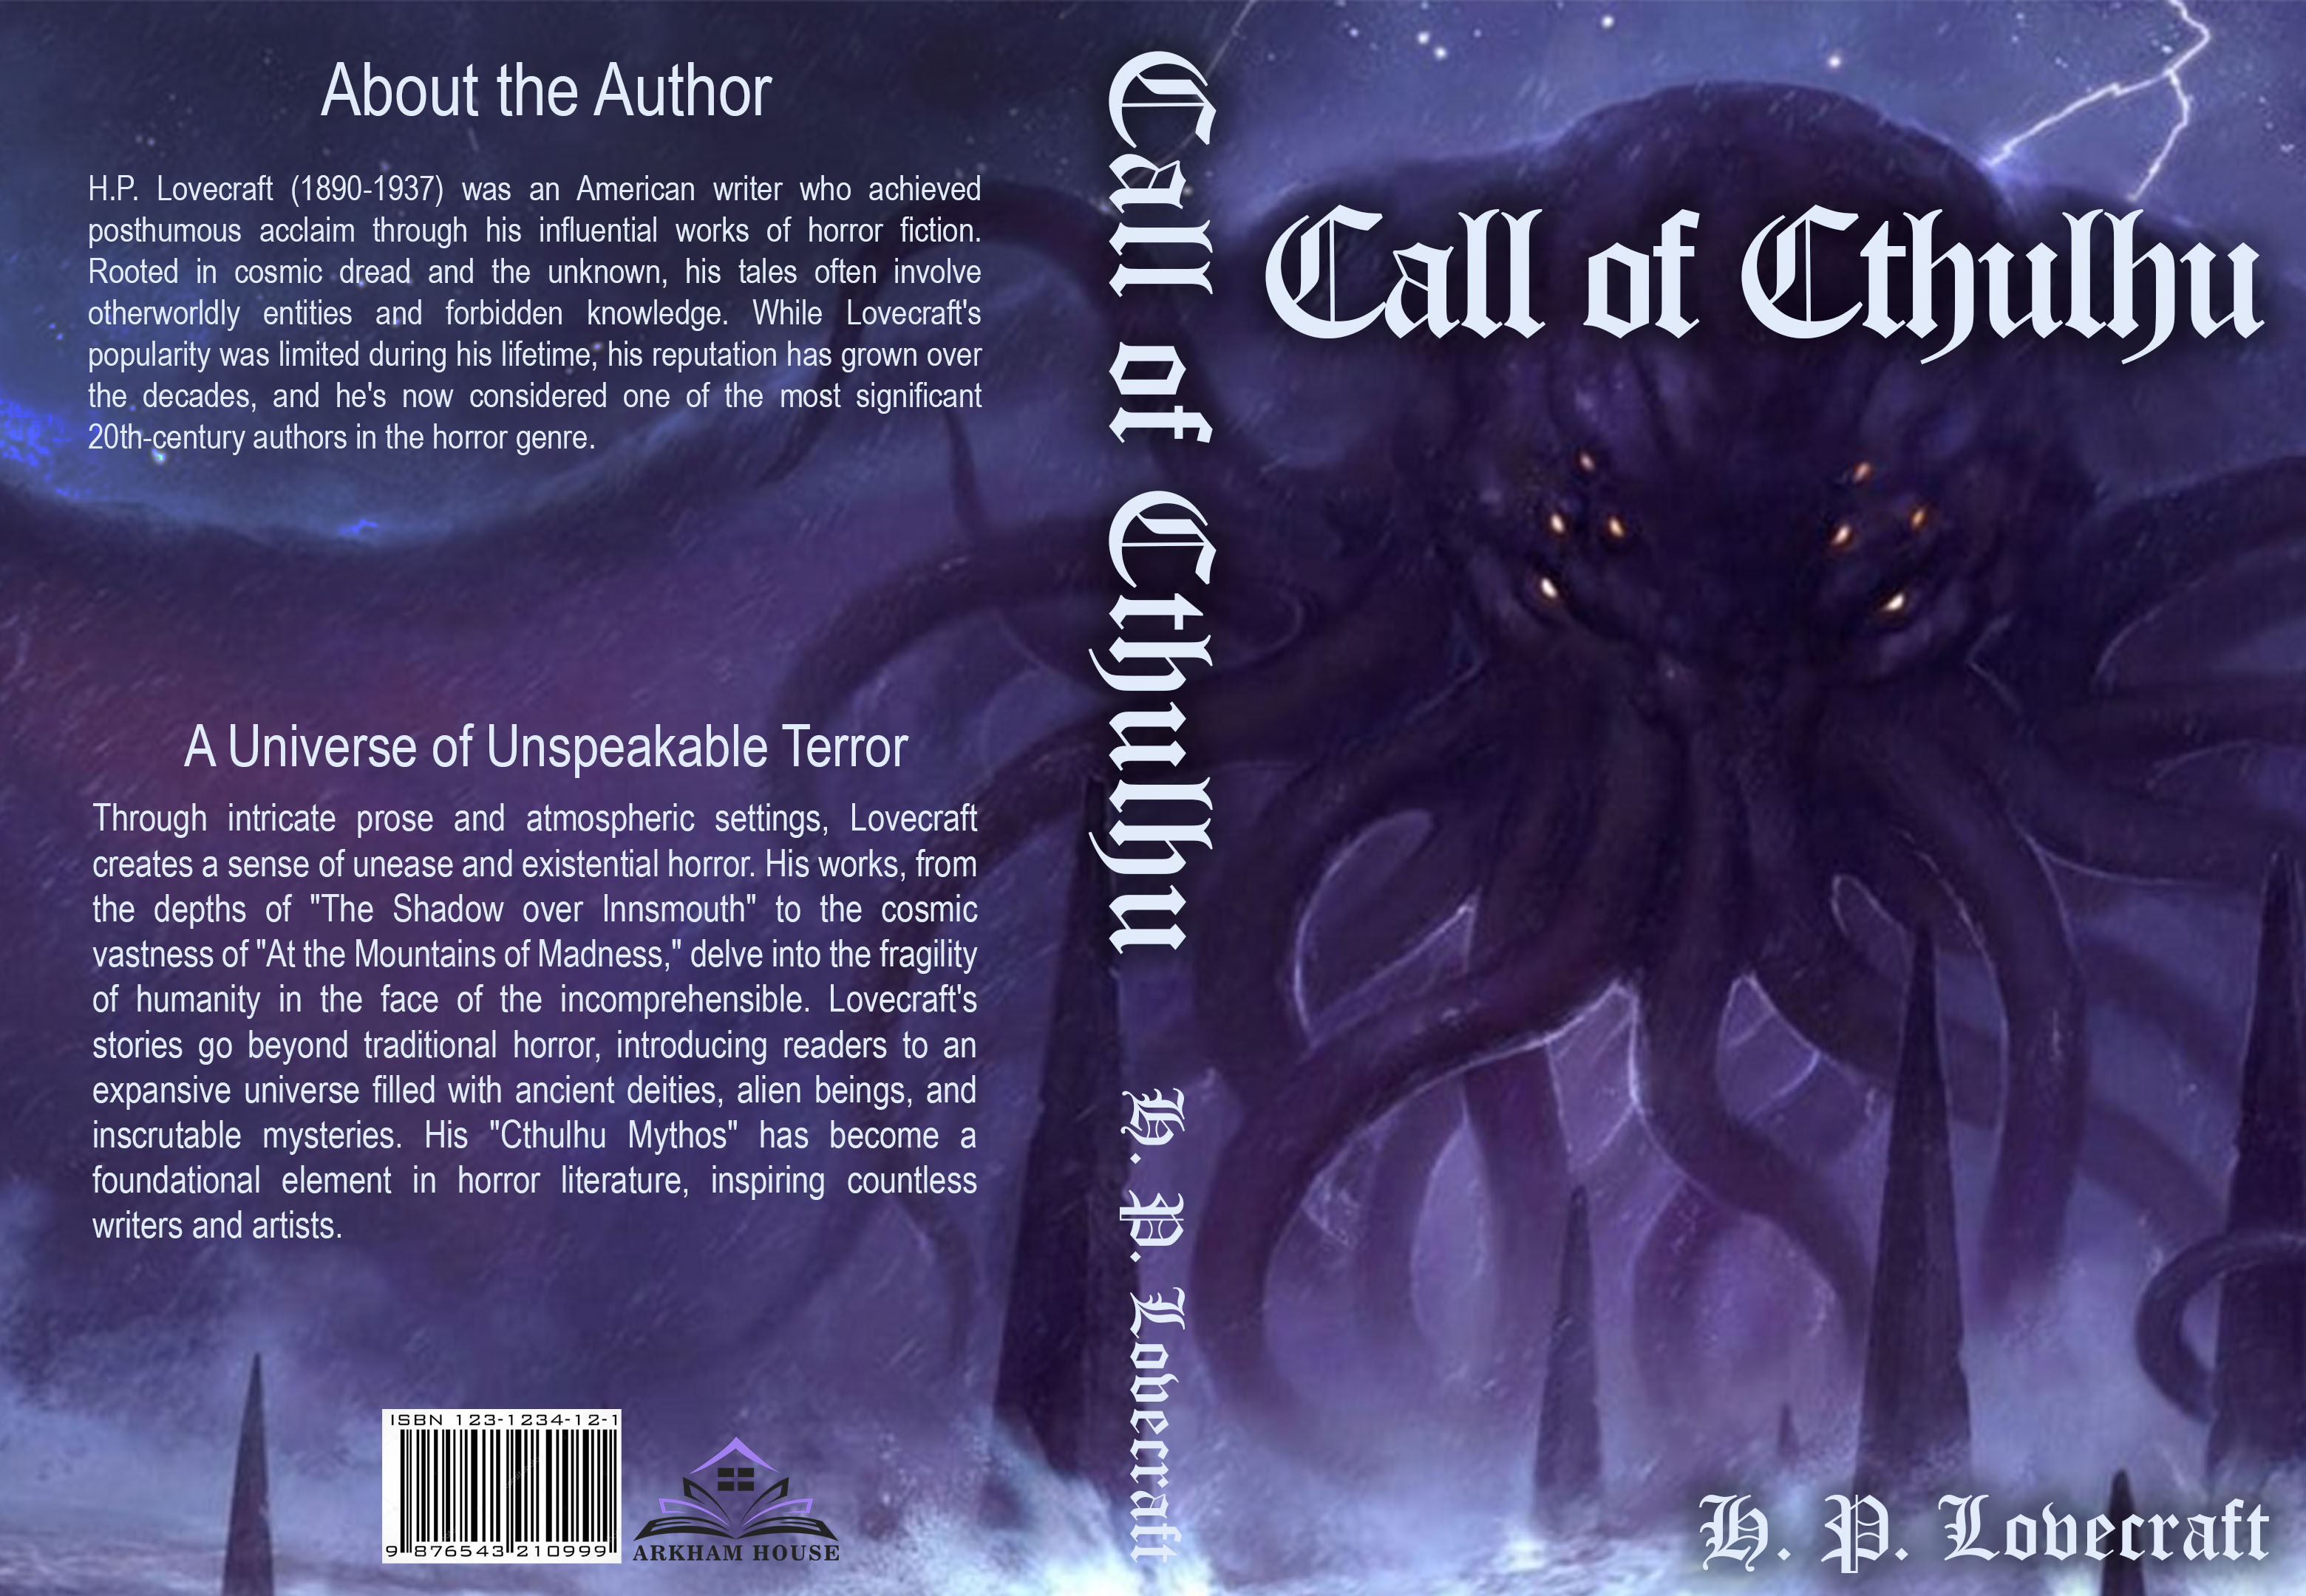 About the Author
H.P. Lovecraft (1890-1937) was an American writer who achieved
posthumous acclaim through his influential works of horror fiction.
Rooted in cosmic dread and the unknown, his tales often involve
otherworldly entities and forbidden knowledge. While Lovecraft's
popularity was limited during his lifetime, his reputation has grown over
the decades, and he's now considered one of the most significant
20th-century authors in the horror genre.
A Universe of Unspeakable Terror
Through intricate prose and atmospheric settings, Lovecraft
creates a sense of unease and existential horror. His works, from
the depths of "The Shadow over Innsmouth" to the cosmic
vastness of "At the Mountains of Madness," delve into the fragility
of humanity in the face of the incomprehensible. Lovecraft's
stories go beyond traditional horror, introducing readers to an
expansive universe filled with ancient deities, alien beings, and
inscrutable mysteries. His "Cthulhu Mythos" has become a
foundational element in horror literature, inspiring countless
writers and artists.
ISBN 123-1234-12-1
9 876543 210999
ARKHAM HOUSE
Call of Cthulhu
H. P. Lovecraft
Call of Cthulhu
H. P. Lovecraft